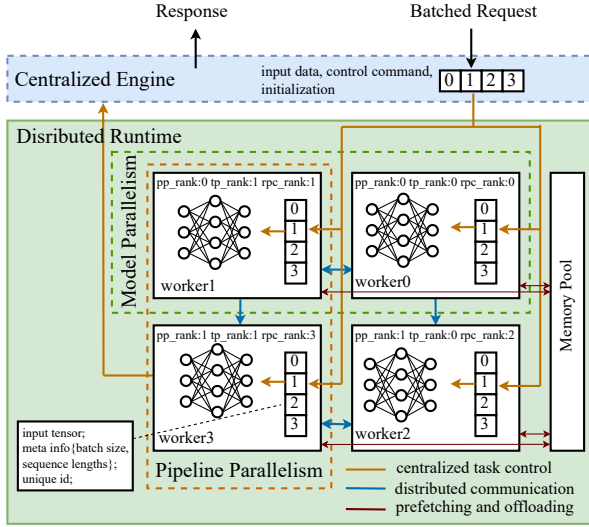 Response
Batched Request
Centralized Engine
input data, control command,
initialization
0 1 2 3
Disributed Runtime
Model Parallelism
pp_rank:0 tp_rank:1 rpc_rank:1
0
1
2
3
worker1
pp_rank:0 tp_rank:0 rpc_rank:0
0
1
2
3
worker0
Memory Pool
pp_rank:1 tp_rank:1 rpc_rank:3
0
1
2
3
worker3
pp_rank:1 tp_rank:0 rpc_rank:2
0
1
2
3
worker2
input tensor;
meta info{batch size,
sequence lengths};
unique id;
Pipeline Parallelism
centralized task control
distributed communication
prefetching and offloading